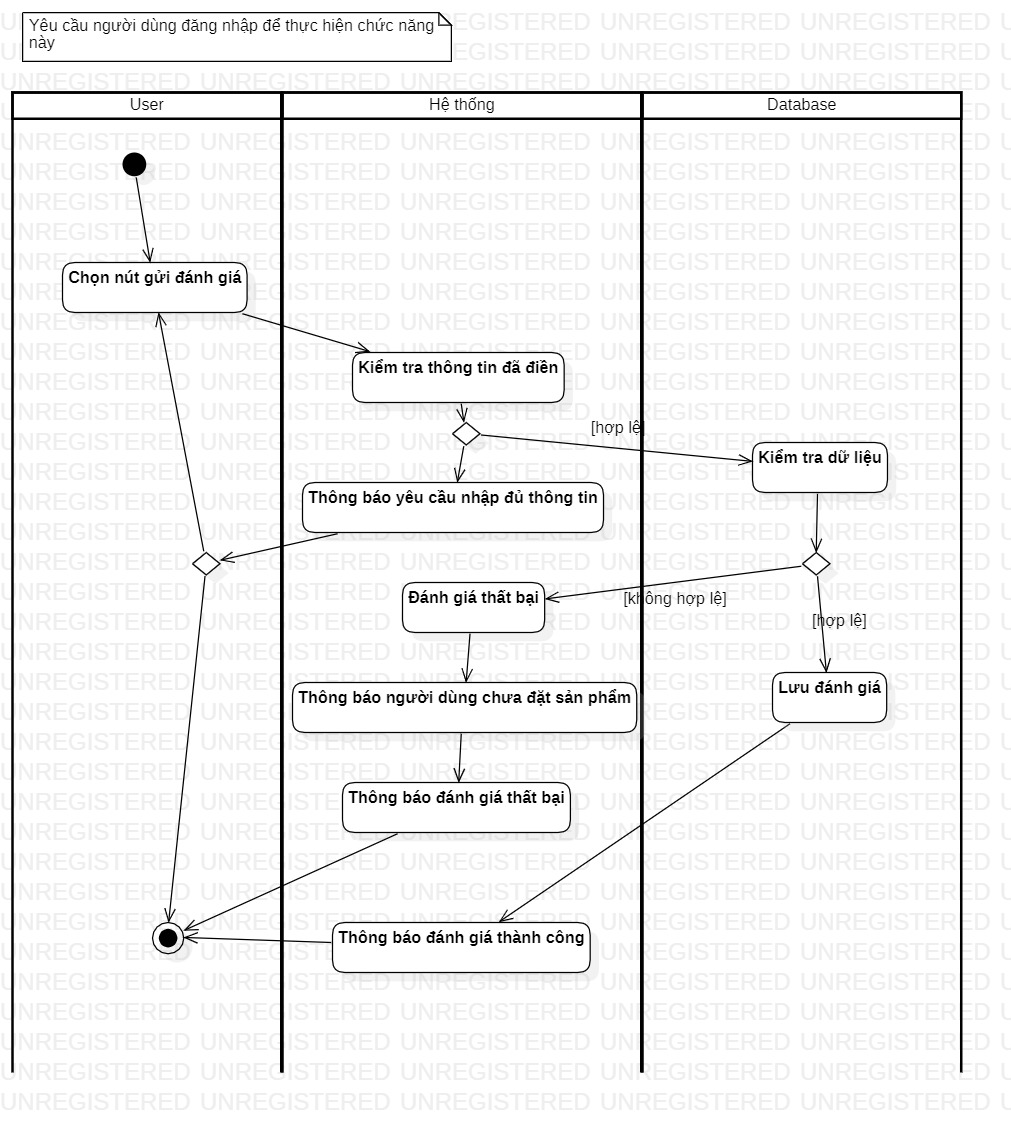 Yêu cầu người dùng đăng nhập để thực hiện chức năng
này
User
Hệ thống
Database
Chọn nút gửi đánh giá
Kiểm tra thông tin đã điền
[hợp lệ]
Kiểm tra dữ liệu
Thông báo yêu cầu nhập đủ thông tin
Đánh giá thất bại
[không hợp lệ]
[hợp lệ]
Thông báo người dùng chưa đặt sản phẩm
Lưu đánh giá
Thông báo đánh giá thất bại
Thông báo đánh giá thành công
UNREGISTERED